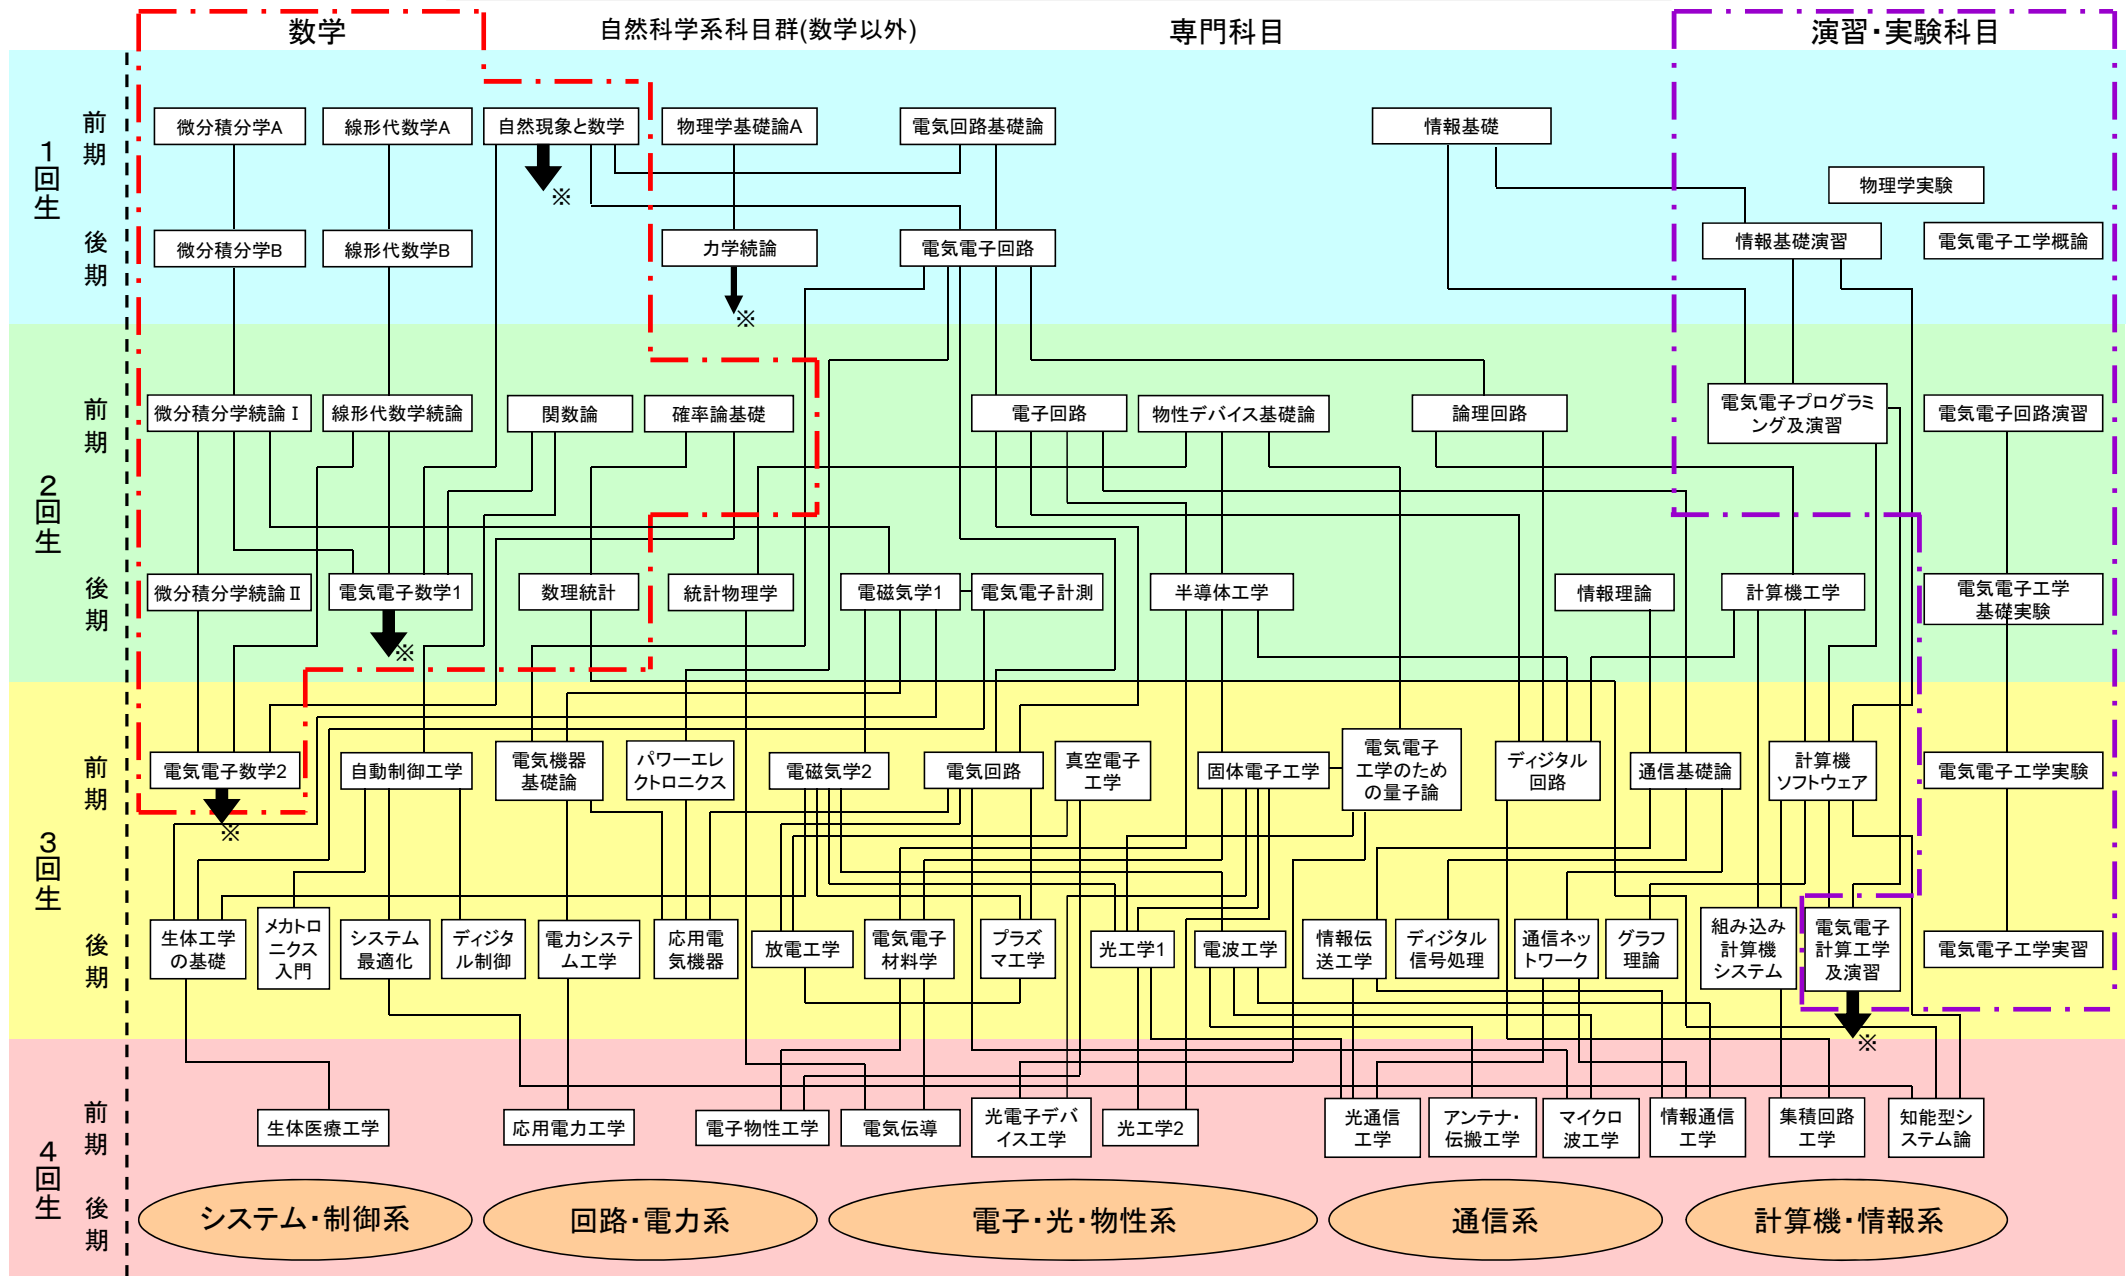 数学
自然科学系科目群(数学以外)
専門科目
演習・実験科目
1回生
前期
微分積分学A
線形代数学A
自然現象と数学
※
物理学基礎論A
電気回路基礎論
情報基礎
物理学実験
後期
微分積分学B
線形代数学B
力学続論
※
電気電子回路
情報基礎演習
電気電子工学概論
2回生
前期
微分積分学続論Ⅰ
線形代数学続論
関数論
確率論基礎
電子回路
物性デバイス基礎論
論理回路
電気電子プログラミ
ング及演習
電気電子回路演習
後期
微分積分学続論Ⅱ
電気電子数学1
※
数理統計
統計物理学
電磁気学1
電気電子計測
半導体工学
情報理論
計算機工学
電気電子工学
基礎実験
3回生
前期
電気電子数学2
※
自動制御工学
電気機器
基礎論
パワーエレ
クトロニクス
電磁気学2
電気回路
真空電子
工学
固体電子工学
電気電子
工学のため
の量子論
ディジタル
回路
通信基礎論
計算機
ソフトウェア
電気電子工学実験
後期
生体工学
の基礎
メカトロ
ニクス
入門
システム
最適化
ディジタ
ル制御
電力システ
ム工学
応用電
気機器
放電工学
電気電子
材料学
プラズ
マ工学
光工学1
電波工学
情報伝
送工学
ディジタル
信号処理
通信ネッ
トワーク
グラフ
理論
組み込み
計算機
システム
電気電子
計算工学
及演習
※
電気電子工学実習
4回生
前期
生体医療工学
応用電力工学
電子物性工学
電気伝導
光電子デバ
イス工学
光工学2
光通信
工学
アンテナ・
伝搬工学
マイクロ
波工学
情報通信
工学
集積回路
工学
知能型シ
ステム論
後期
システム・制御系
回路・電力系
電子・光・物性系
通信系
計算機・情報系